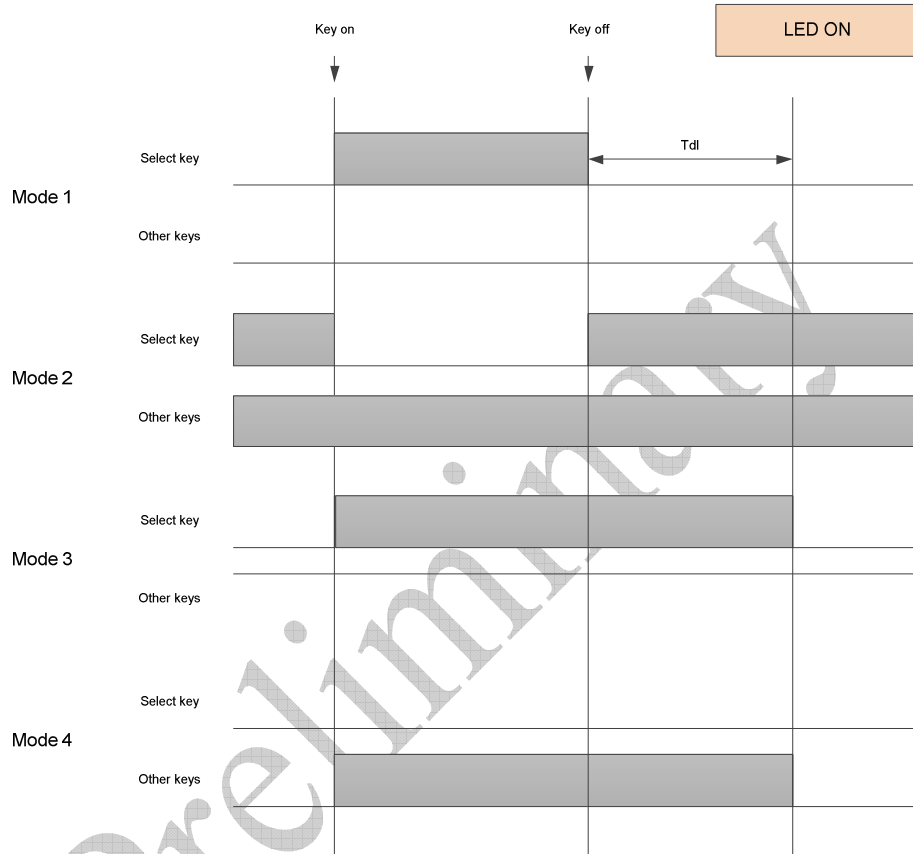 Key on
Key off
LED ON
Select key
Tdl
Mode 1
Other keys
Select key
Mode 2
Other keys
Select key
Mode 3
Other keys
Select key
Mode 4
Other keys
Preliminary